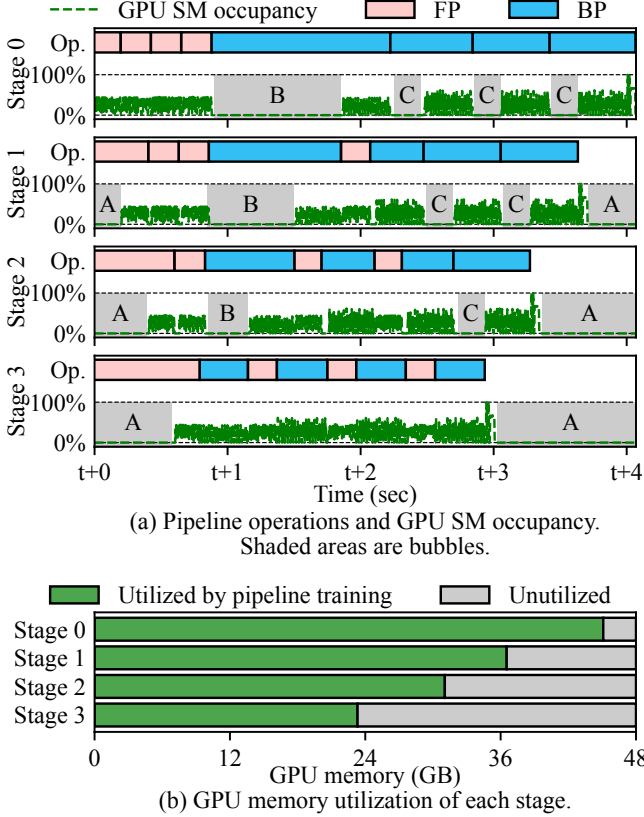 GPU SM occupancy FP BP
Stage 0
Op.
100%
0%
B C C C
Stage 1
Op.
100%
0%
A B C C A
Stage 2
Op.
100%
0%
A B C A
Stage 3
Op.
100%
0%
A A
t+0 t+1 t+2 t+3 t+4
Time (sec)
(a) Pipeline operations and GPU SM occupancy.
Shaded areas are bubbles.
Utilized by pipeline training Unutilized
Stage 0
Stage 1
Stage 2
Stage 3
0 12 24 36 48
GPU memory (GB)
(b) GPU memory utilization of each stage.